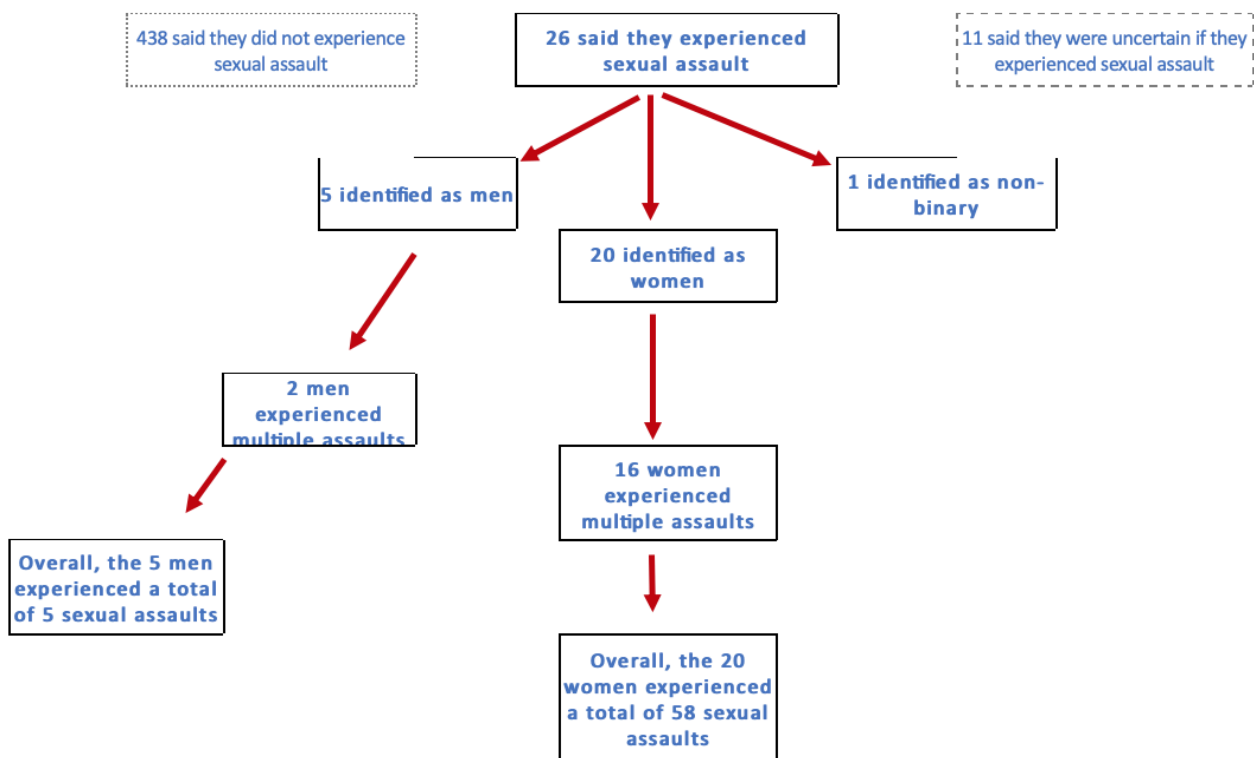 438 said they did not experience
sexual assault
26 said they experienced
sexual assault
11 said they were uncertain if they
experienced sexual assault
5 identified as men
1 identified as non-
binary
20 identified as
women
2 men
experienced
multiple assaults
16 women
experienced
multiple assaults
Overall, the 5 men
experienced a total
of 5 sexual assaults
Overall, the 20
women experienced
a total of 58 sexual
assaults